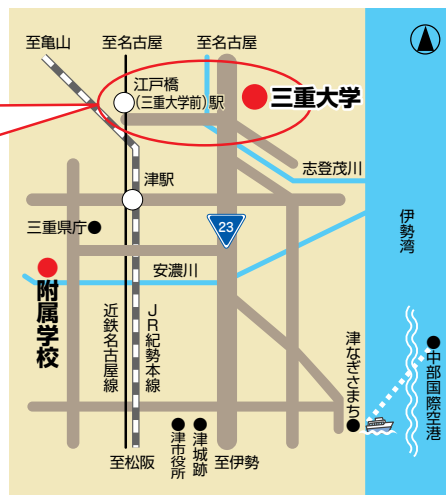 至亀山
至名古屋
至名古屋
江戸橋
(三重大学前)駅
三重大学
志登茂川
津駅
三重県庁
23
伊勢湾
安濃川
附属学校
近鉄名古屋線
JR紀勢本線
津なぎさまち
中部国際空港
至松阪
津市役所
津城跡
至伊勢